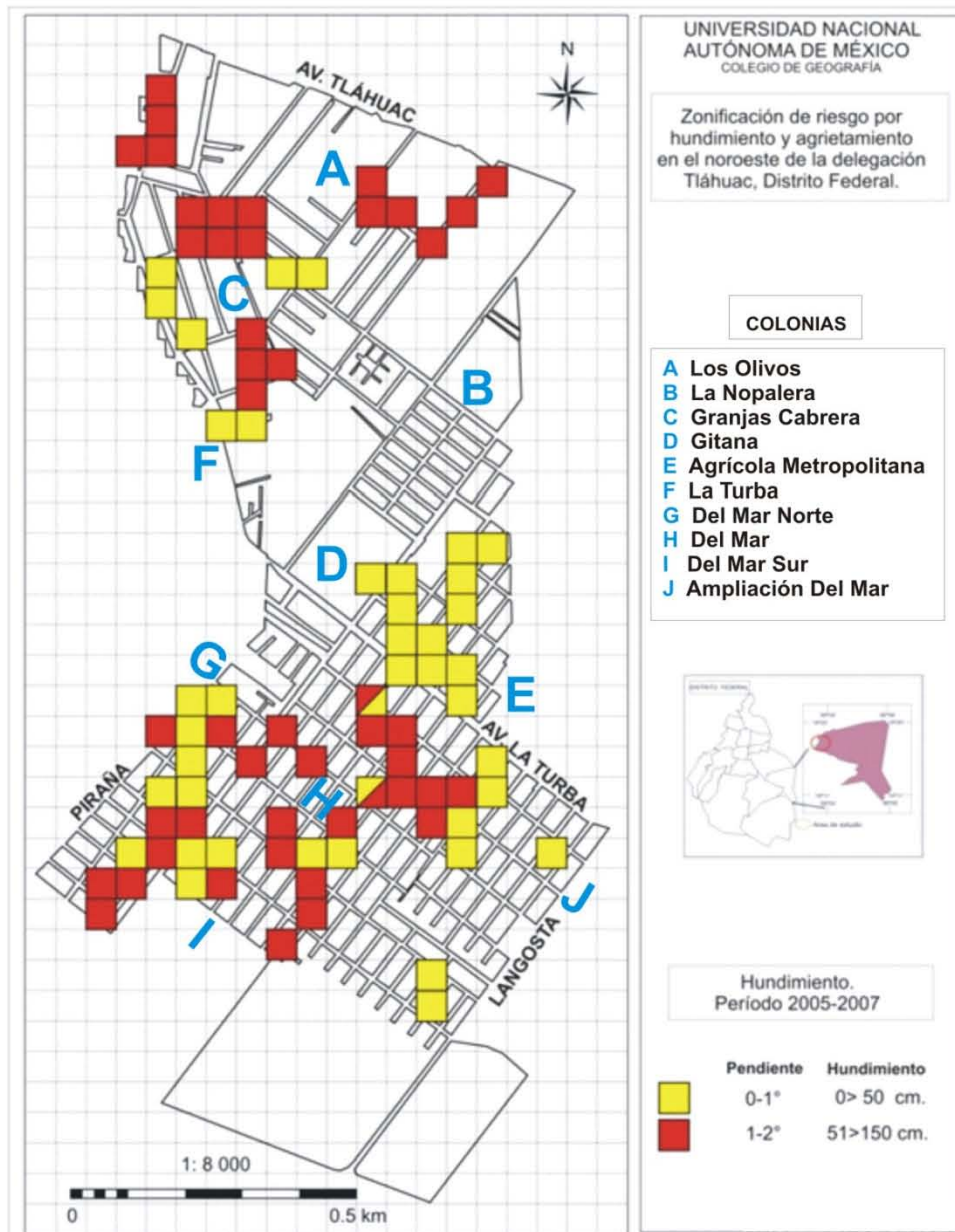 UNIVERSIDAD NACIONAL
AUTÓNOMA DE MÉXICO
COLEGIO DE GEOGRAFÍA
Zonificación de riesgo por
hundimiento y agrietamiento
en el noroeste de la delegación
Tláhuac, Distrito Federal.
COLONIAS
A Los Olivos
B La Nopalera
C Granjas Cabrera
D Gitana
E Agrícola Metropolitana
F La Turba
G Del Mar Norte
H Del Mar
I Del Mar Sur
J Ampliación Del Mar
DISTRITO FEDERAL
Hundimiento.
Período 2005-2007
Pendiente Hundimiento
0-1° 0> 50 cm.
1-2° 51>150 cm.
N
AV. TLÁHUAC
A
C
B
F
D
G
E
AV. LA TURBA
PIRAÑA
H
J
I
LANGOSTA
1: 8 000
0 0.5 km